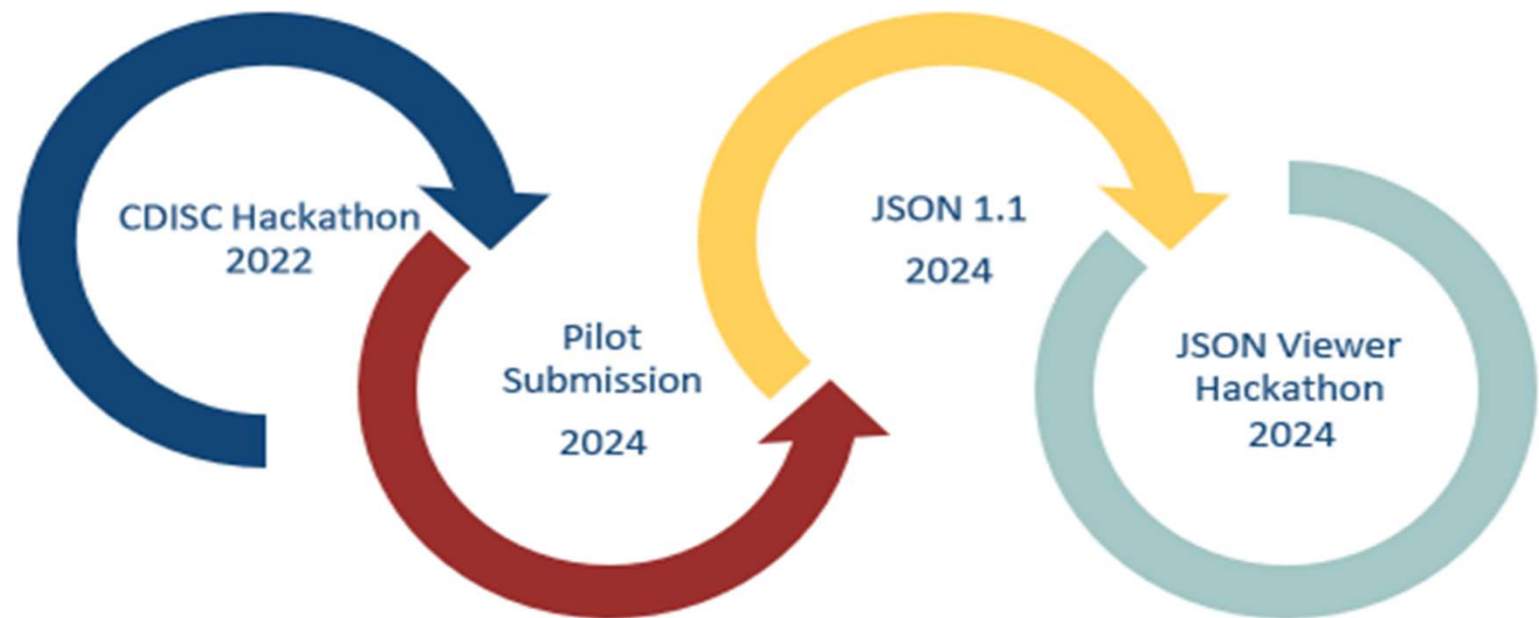 CDISC Hackathon
2022
Pilot
Submission
2024
JSON 1.1
2024
JSON Viewer
Hackathon
2024